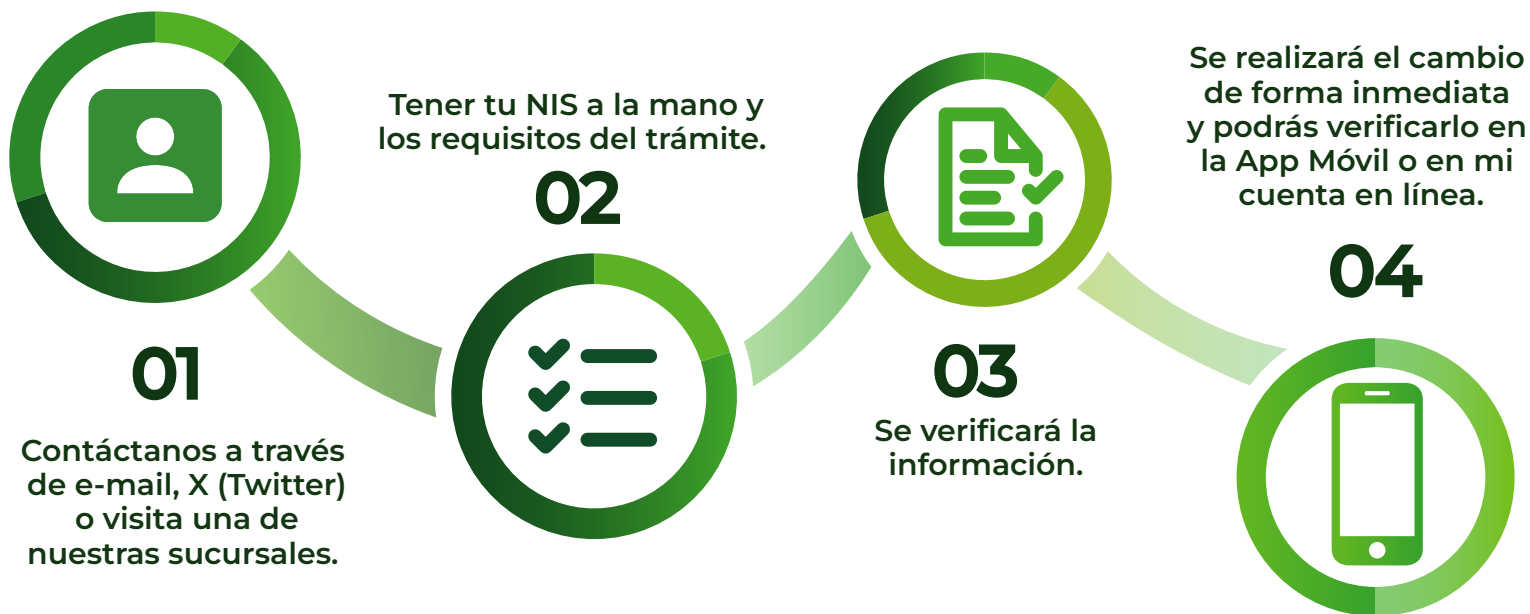 01
Contáctanos a través
de e-mail, X (Twitter)
o visita una de
nuestras sucursales.
Tener tu NIS a la mano y
los requisitos del trámite.
02
03
Se verificará la
información.
Se realizará el cambio
de forma inmediata
y podrás verificarlo en
la App Móvil o en mi
cuenta en línea.
04